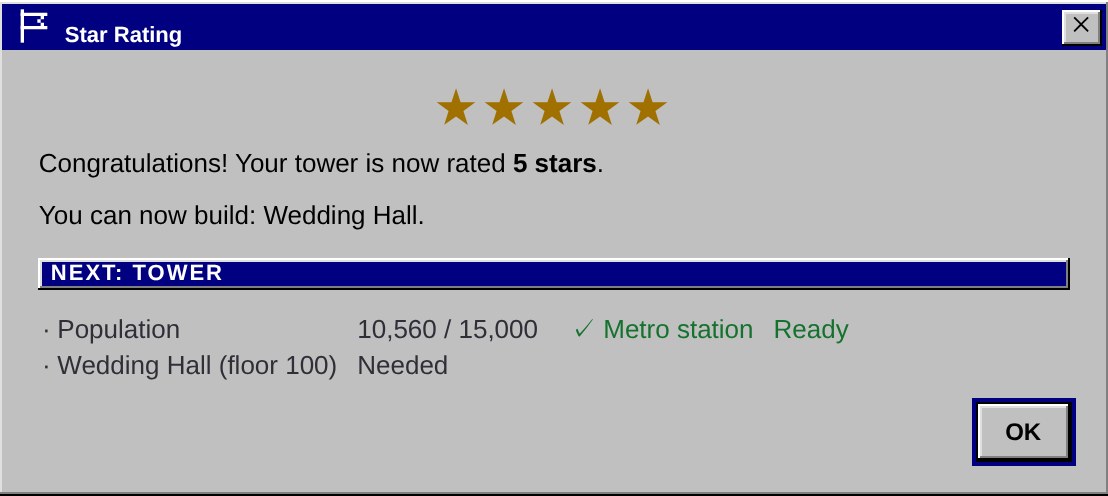 Star Rating
★★★★★
Congratulations! Your tower is now rated 5 stars.
You can now build: Wedding Hall.
NEXT: TOWER
· Population 10,560 / 15,000 ✓ Metro station Ready
· Wedding Hall (floor 100) Needed
OK